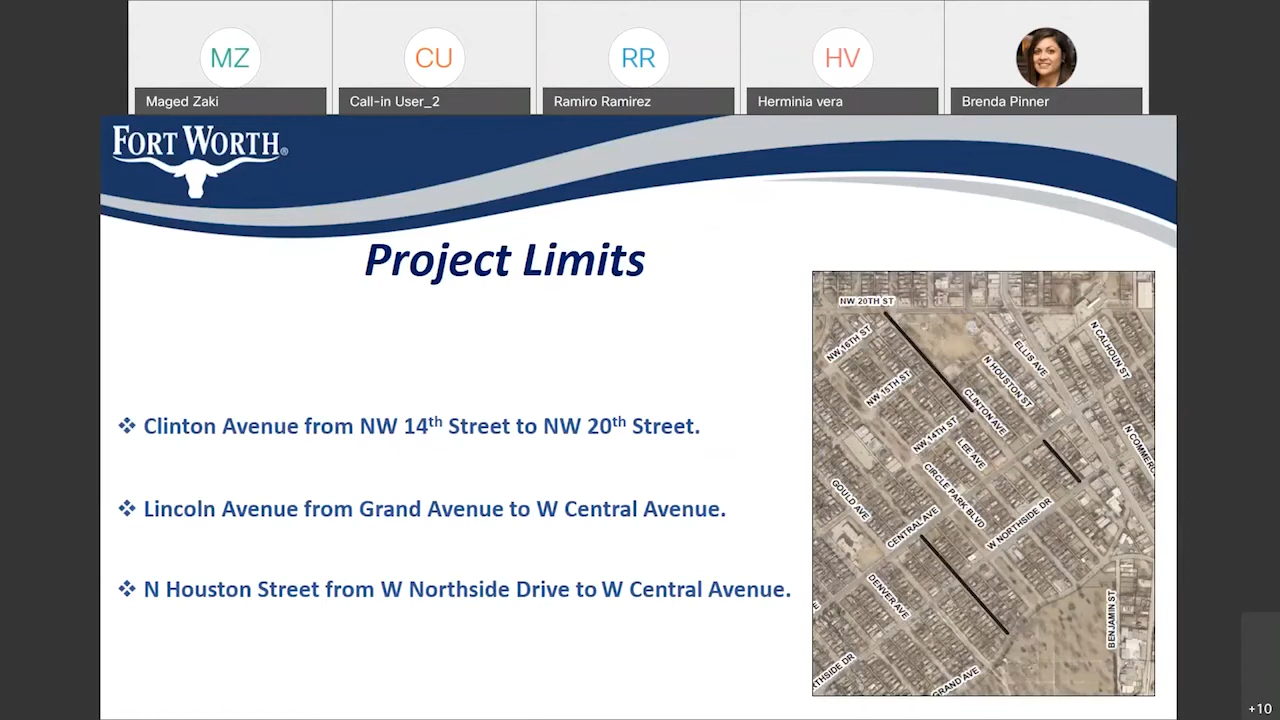 MZ
CU
RR
HV
Maged Zaki
Call-in User_2
Ramiro Ramirez
Herminia vera
Brenda Pinner
FORT WORTH®
Project Limits
❖ Clinton Avenue from NW 14th Street to NW 20th Street.
❖ Lincoln Avenue from Grand Avenue to W Central Avenue.
❖ N Houston Street from W Northside Drive to W Central Avenue.
NW 20TH ST
NW 16TH ST
ELLIS AVE
N CALHOUN ST
N HOUSTON ST
NW 15TH ST
CLINTON AVE
NW 14TH ST
LEE AVE
N COMMERC
CIRCLE PARK BLVD
GOULD AVE
CENTRAL AVE
W NORTHSIDE DR
DENVER AVE
BENJAMIN ST
E
RTHSIDE DR
GRAND AVE
+10